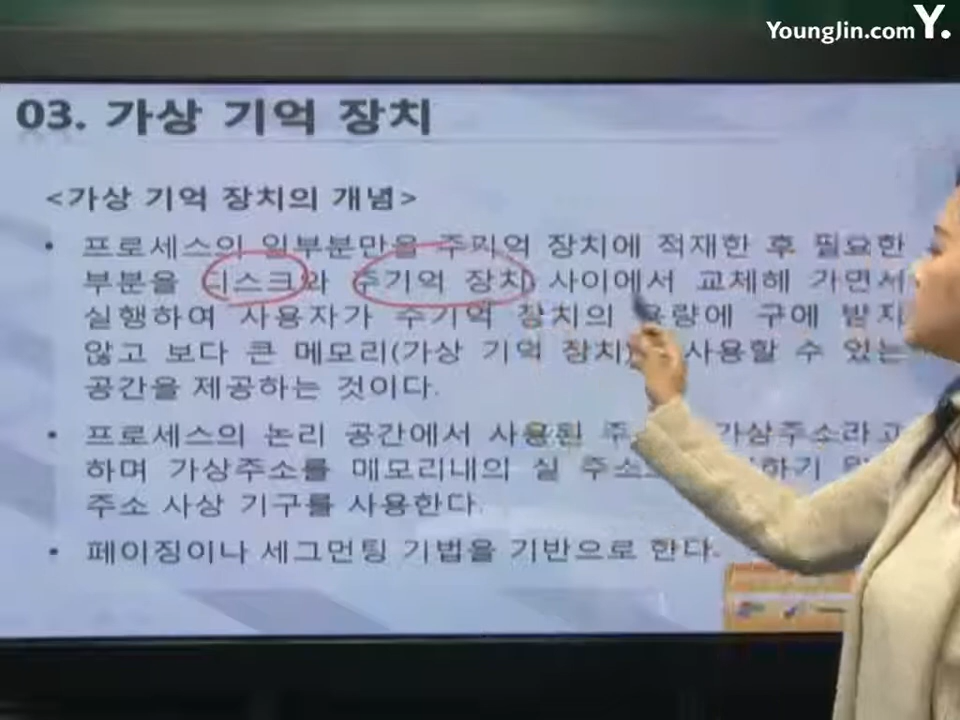 YoungJin.com Y.
03. 가상 기억 장치
<가상 기억 장치의 개념>
• 프로세스의 일부분만을 주기억 장치에 적재한 후 필요한
부분을 디스크와 주기억 장치 사이에서 교체해 가면서
실행하여 사용자가 주기억 장치의 용량에 구애 받지
않고 보다 큰 메모리(가상 기억 장치) 사용할 수 있는
공간을 제공하는 것이다.
• 프로세스의 논리 공간에서 사용된 가상주소라고
하며 가상주소를 메모리내의 실 주소
주소 사상 기구를 사용한다.
• 페이징이나 세그먼팅 기법을 기반으로 한다.